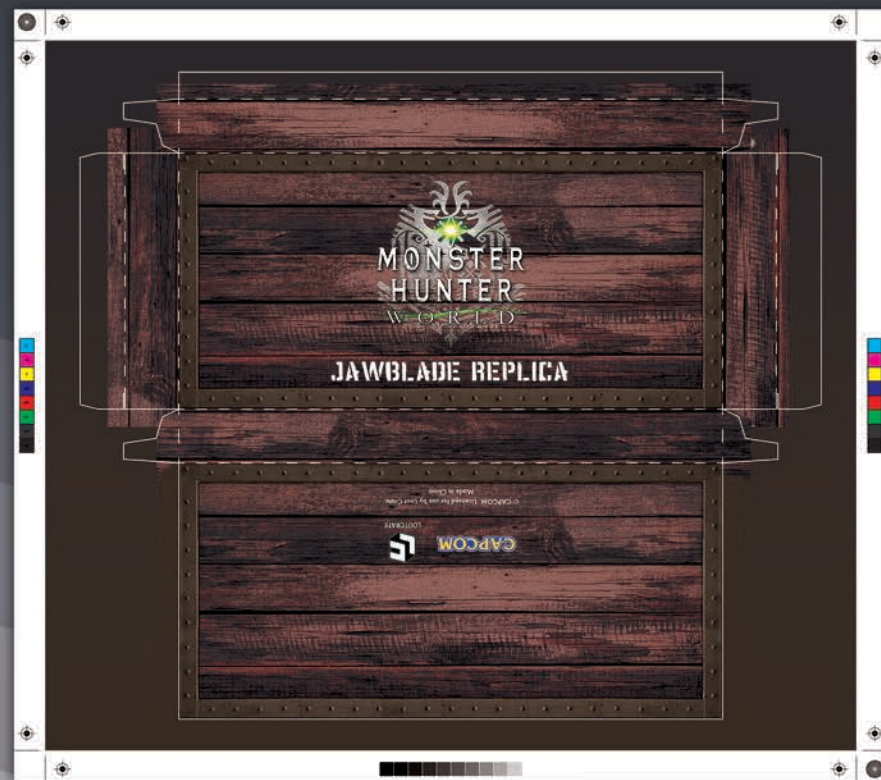 MONSTER
HUNTER
WORLD
JAWBLADE REPLICA
CAPCOM
LOOTCRATE
© CAPCOM. Licensed for use by Loot Crate
Made in China